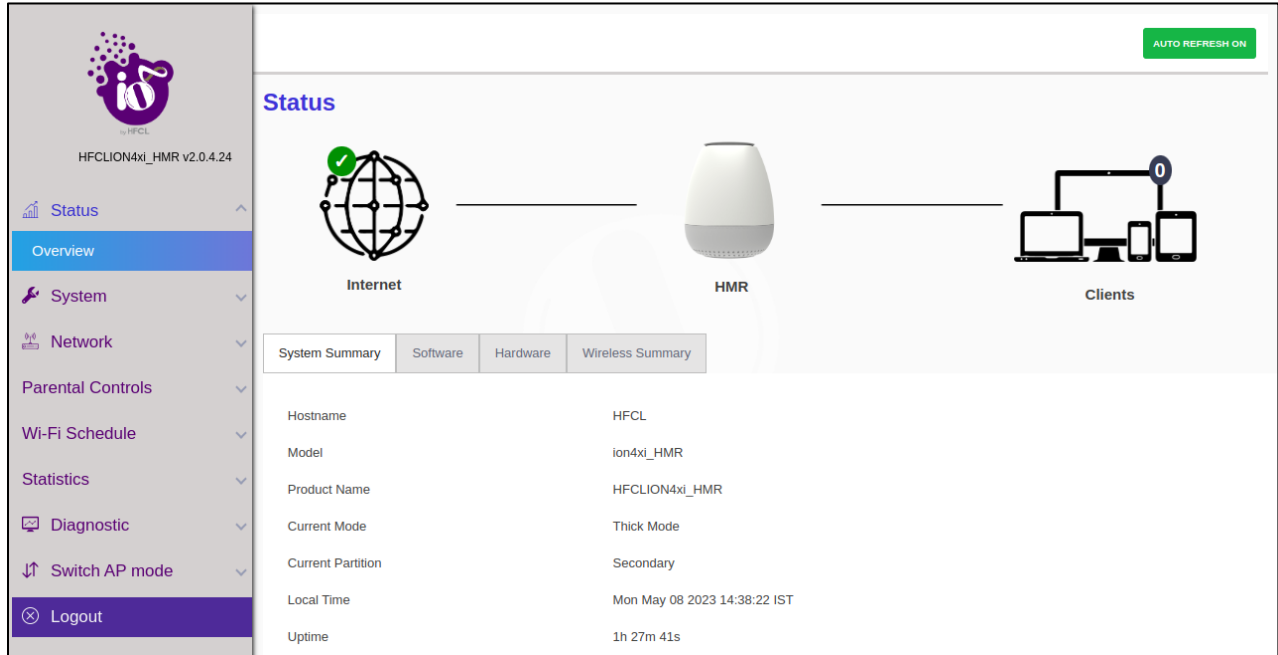 AUTO REFRESH ON
io
by HFCL
HFCLION4xi_HMR v2.0.4.24
Status
Overview
System
Network
Parental Controls
Wi-Fi Schedule
Statistics
Diagnostic
Switch AP mode
Logout
Status
0
Internet
HMR
Clients
System Summary Software Hardware Wireless Summary
Hostname HFCL
Model ion4xi_HMR
Product Name HFCLION4xi_HMR
Current Mode Thick Mode
Current Partition Secondary
Local Time Mon May 08 2023 14:38:22 IST
Uptime 1h 27m 41s